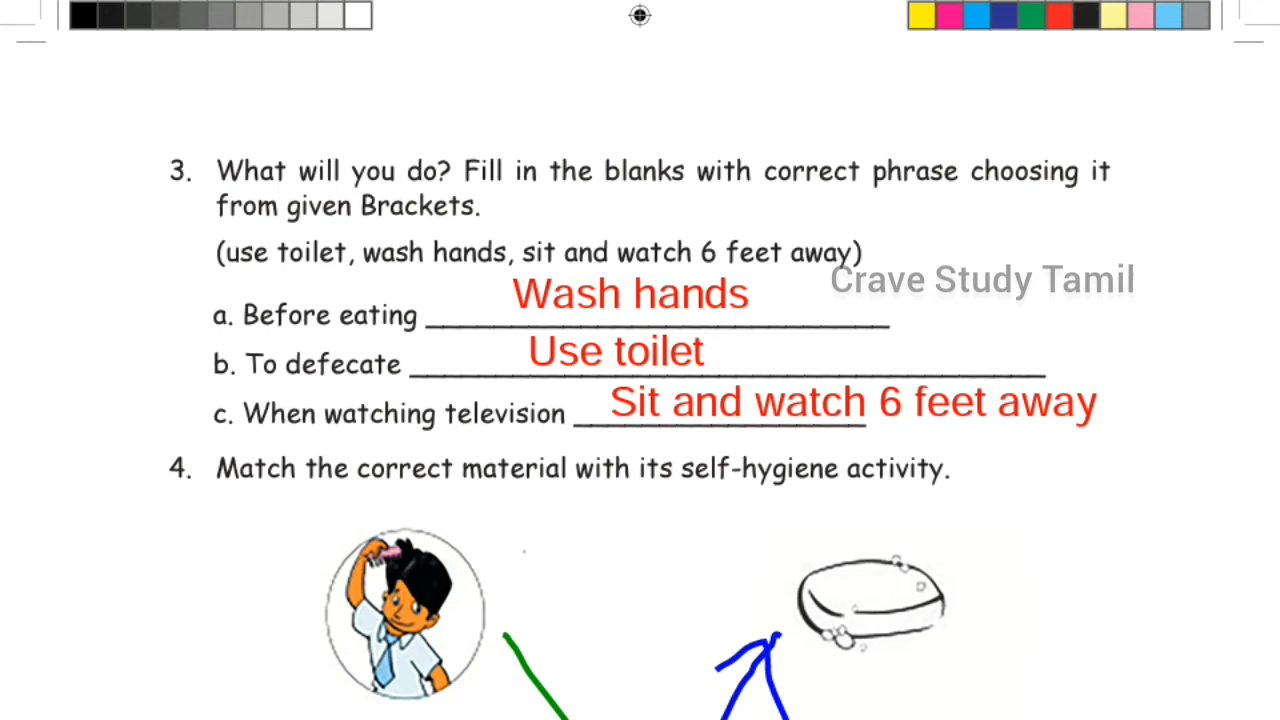 3. What will you do? Fill in the blanks with correct phrase choosing it
from given Brackets.
(use toilet, wash hands, sit and watch 6 feet away)
Crave Study Tamil
a. Before eating Wash hands
b. To defecate Use toilet
c. When watching television Sit and watch 6 feet away
4. Match the correct material with its self-hygiene activity.